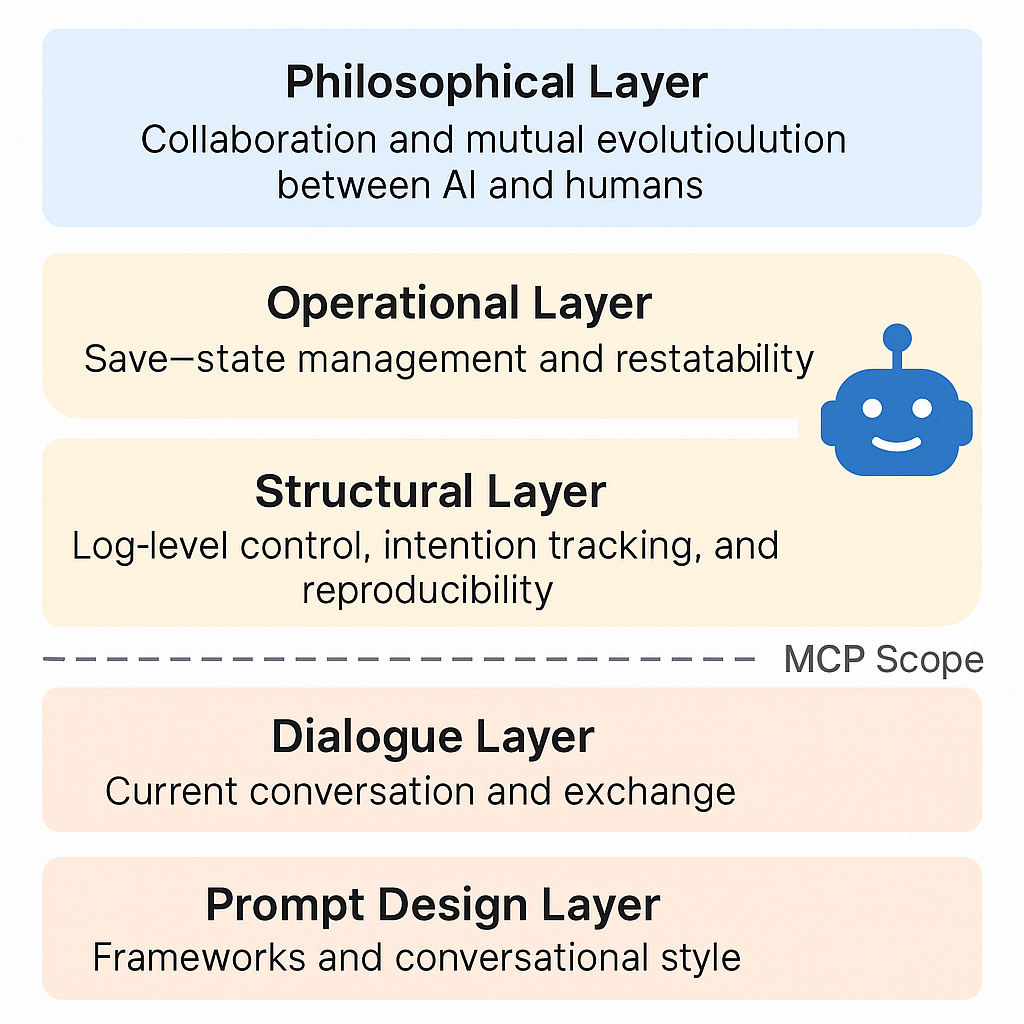 Philosophical Layer
Collaboration and mutual evolutioɗution
between AI and humans
Operational Layer
Save–state management and restatability
Structural Layer
Log-level control, intention tracking, and
reproducibility
MCP Scope
Dialogue Layer
Current conversation and exchange
Prompt Design Layer
Frameworks and conversational style